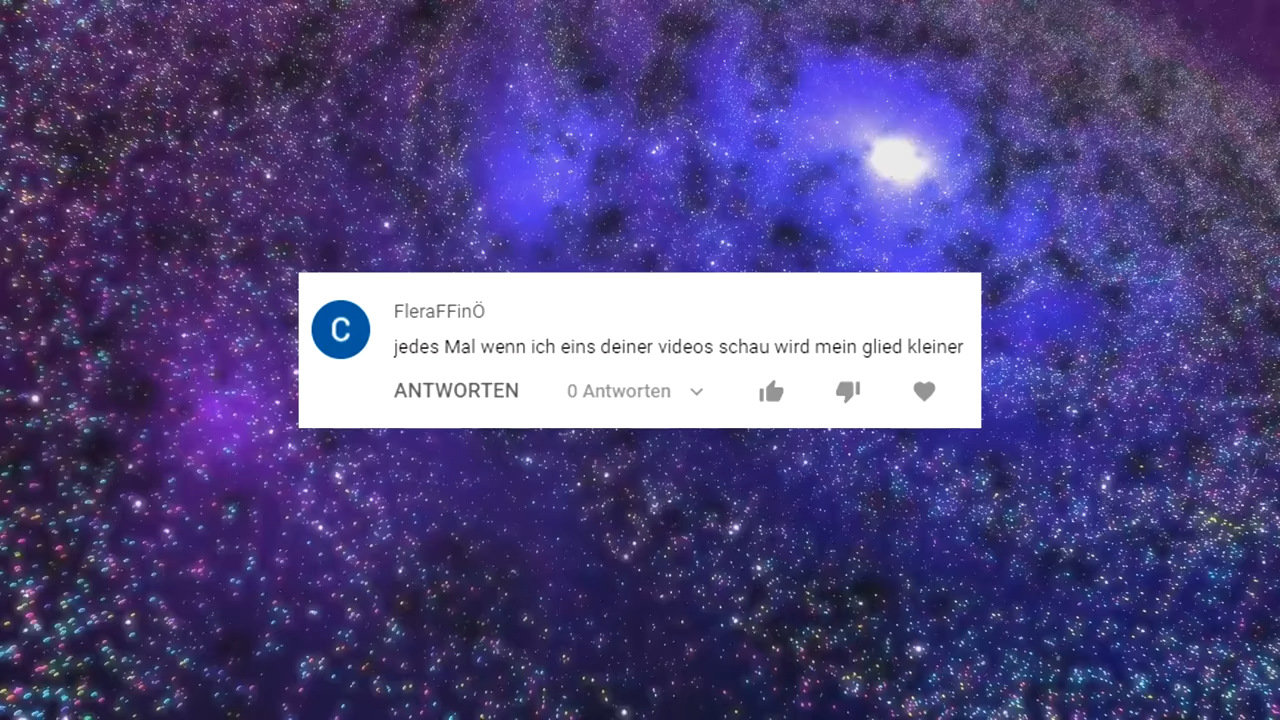 C
FleraFFinÖ
jedes Mal wenn ich eins deiner videos schau wird mein glied kleiner
ANTWORTEN 0 Antworten